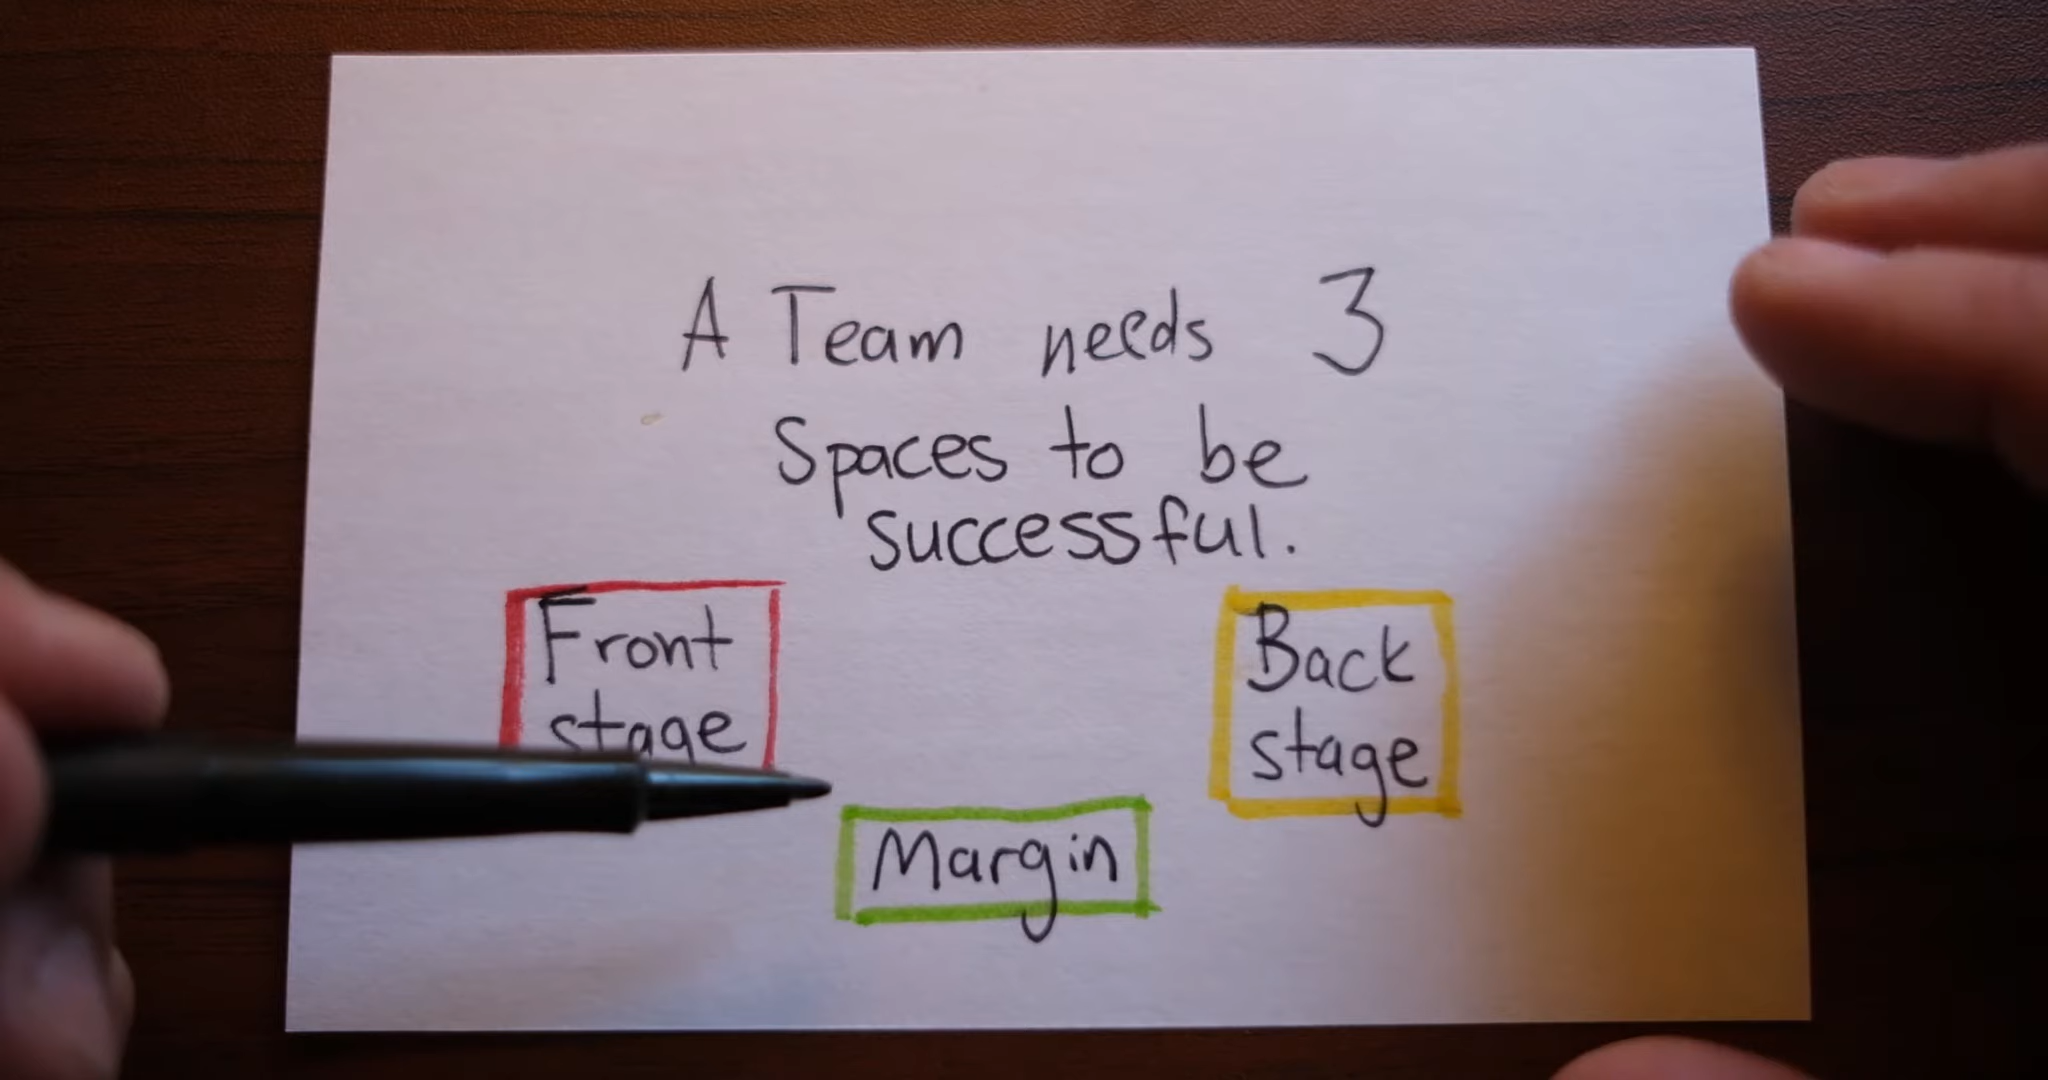 A Team needs 3
Spaces to be
successful.
Front
stage
Back
stage
Margin